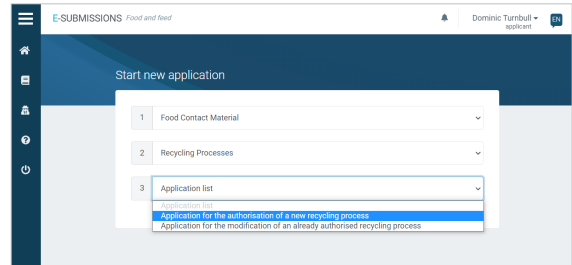 E-SUBMISSIONS Food and feed
Dominic Turnbull
applicant
EN
Start new application
1 Food Contact Material
2 Recycling Processes
3 Application list
Application list
Application for the authorisation of a new recycling process
Application for the modification of an already authorised recycling process